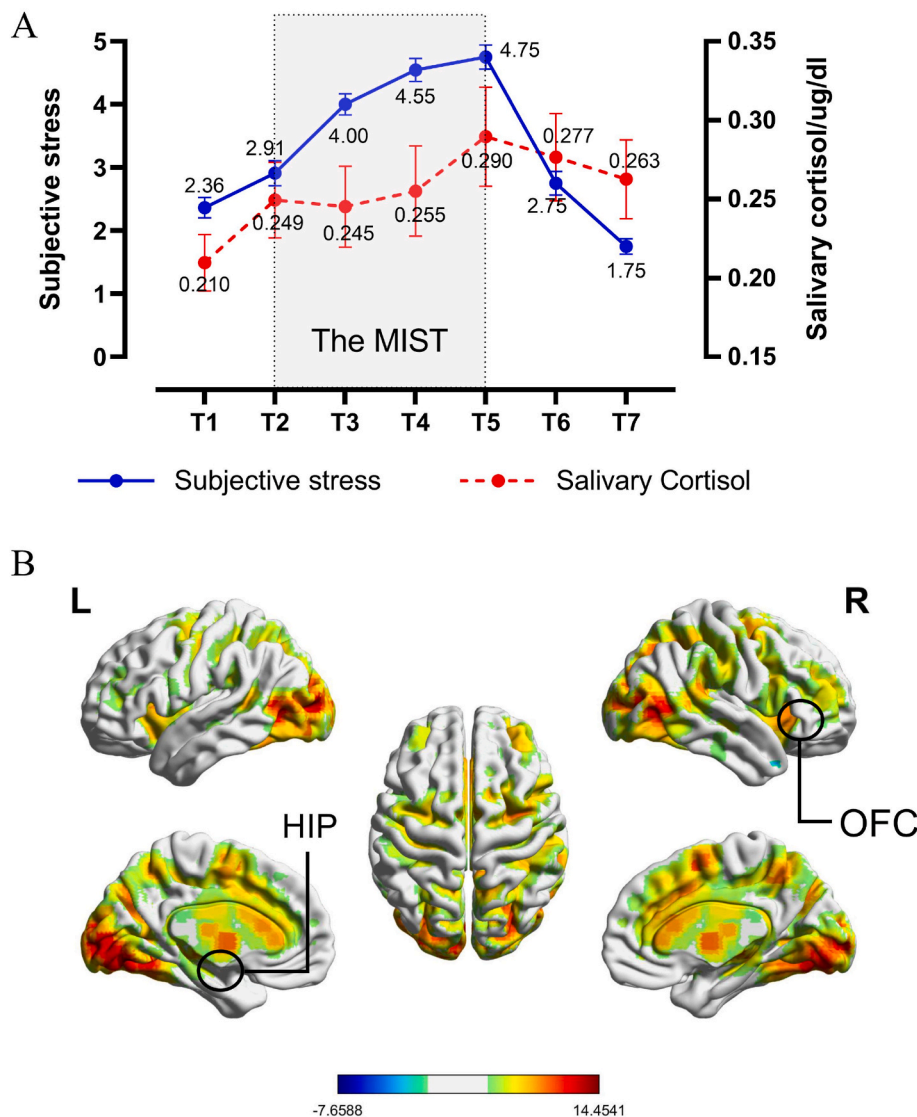 A
Subjective stress
5
4
3
2
1
0
2.36
2.91
4.00
4.55
4.75
2.75
1.75
0.210
0.249
0.245
0.255
0.290
0.277
0.263
The MIST
0.35
0.30
0.25
0.20
0.15
Salivary cortisol/ug/dl
T1 T2 T3 T4 T5 T6 T7
Subjective stress Salivary Cortisol
B
L R
HIP OFC
-7.6588 14.4541